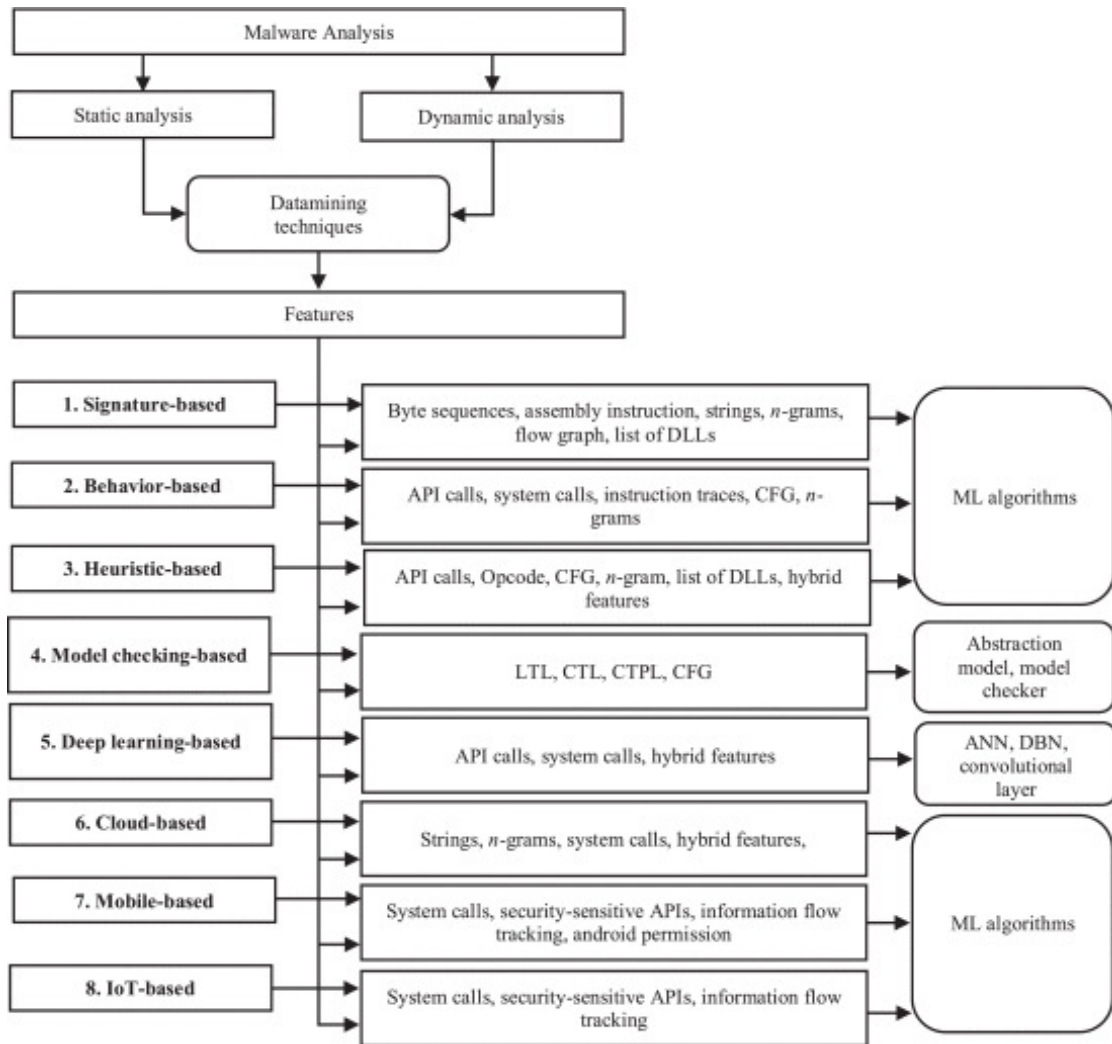 Malware Analysis
Static analysis
Dynamic analysis
Datamining
techniques
Features
1. Signature-based
Byte sequences, assembly instruction, strings, n-grams,
flow graph, list of DLLs
2. Behavior-based
API calls, system calls, instruction traces, CFG, n-
grams
ML algorithms
3. Heuristic-based
API calls, Opcode, CFG, n-gram, list of DLLs, hybrid
features
4. Model checking-based
LTL, CTL, CTPL, CFG
Abstraction
model, model
checker
5. Deep learning-based
API calls, system calls, hybrid features
ANN, DBN,
convolutional
layer
6. Cloud-based
Strings, n-grams, system calls, hybrid features,
7. Mobile-based
System calls, security-sensitive APIs, information flow
tracking, android permission
ML algorithms
8. IoT-based
System calls, security-sensitive APIs, information flow
tracking